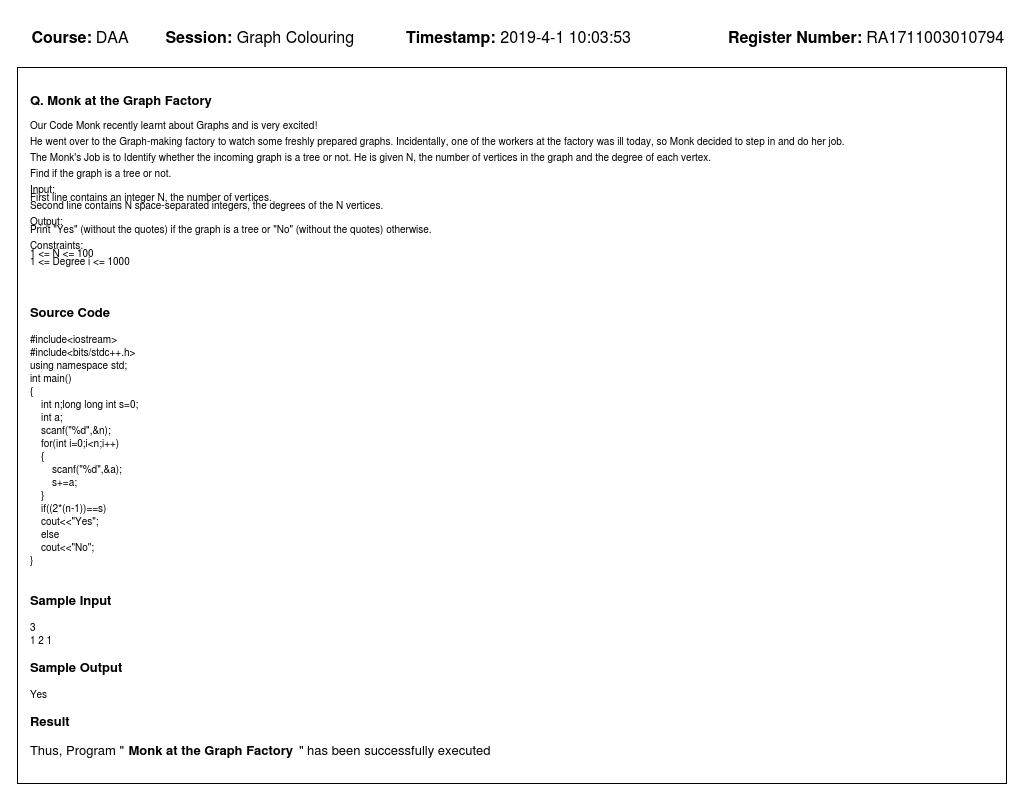 Course: DAA Session: Graph Colouring Timestamp: 2019-4-1 10:03:53 Register Number: RA1711003010794
Q. Monk at the Graph Factory
Our Code Monk recently learnt about Graphs and is very excited!
He went over to the Graph-making factory to watch some freshly prepared graphs. Incidentally, one of the workers at the factory was ill today, so Monk decided to step in and do her job.
The Monk's Job is to Identify whether the incoming graph is a tree or not. He is given N, the number of vertices in the graph and the degree of each vertex.
Find if the graph is a tree or not.
Input:
First line contains an integer N, the number of vertices.
Second line contains N space-separated integers, the degrees of the N vertices.
Output:
Print "Yes" (without the quotes) if the graph is a tree or "No" (without the quotes) otherwise.
Constraints:
1 <= N <= 100
1 <= Degree i <= 1000
Source Code
#include<iostream>
#include<bits/stdc++.h>
using namespace std;
int main()
{
int n;long long int s=0;
int a;
scanf("%d",&n);
for(int i=0;i<n;i++)
{
scanf("%d",&a);
s+=a;
}
if((2*(n-1))==s)
cout<<"Yes";
else
cout<<"No";
}
Sample Input
3
1 2 1
Sample Output
Yes
Result
Thus, Program " Monk at the Graph Factory " has been successfully executed